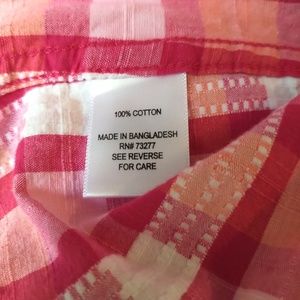 100% COTTON
MADE IN BANGLADESH
RN# 73277
SEE REVERSE
FOR CARE